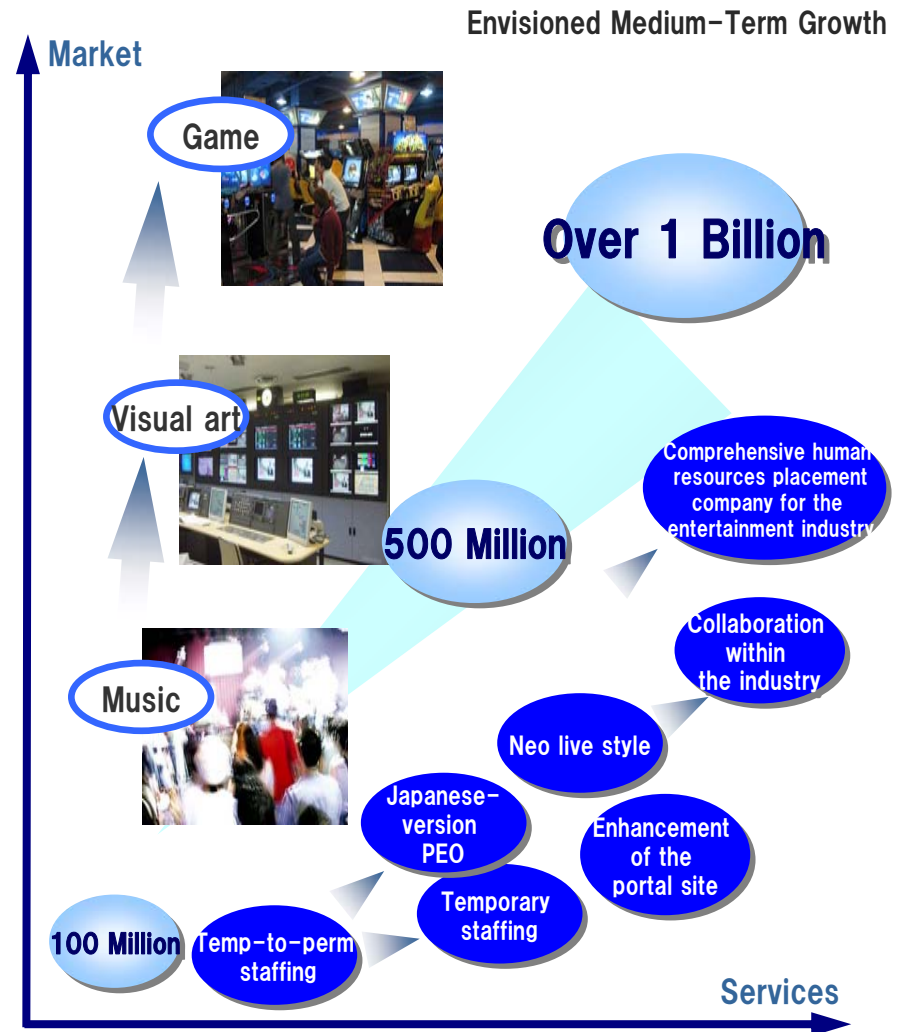 Envisioned Medium-Term Growth
Market
Game
Over 1 Billion
Visual art
Comprehensive human
resources placement
company for the
entertainment industry
500 Million
Collaboration
within
the industry
Music
Neo live style
Japanese-
version
PEO
Enhancement
of the
portal site
Temporary
staffing
100 Million
Temp-to-perm
staffing
Services